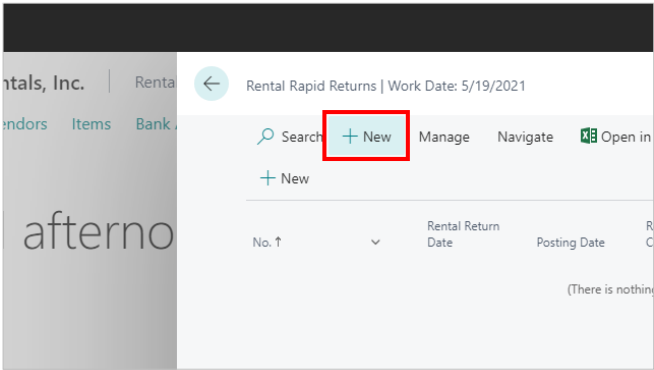 ntals, Inc.
Renta
endors Items Bank
afterno
Rental Rapid Returns | Work Date: 5/19/2021
Search + New Manage Navigate Open in
+ New
No. ↑
Rental Return
Date
Posting Date
R
C
(There is nothing